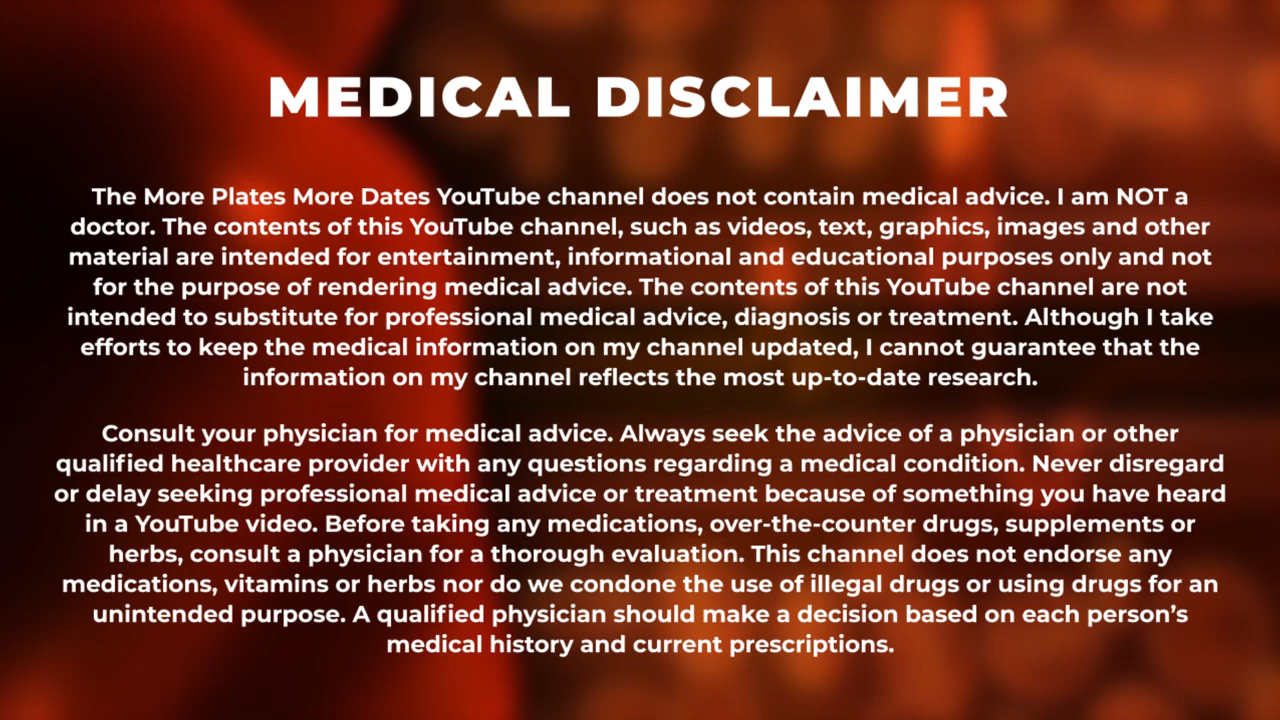 MEDICAL DISCLAIMER
The More Plates More Dates YouTube channel does not contain medical advice. I am NOT a
doctor. The contents of this YouTube channel, such as videos, text, graphics, images and other
material are intended for entertainment, informational and educational purposes only and not
for the purpose of rendering medical advice. The contents of this YouTube channel are not
intended to substitute for professional medical advice, diagnosis or treatment. Although I take
efforts to keep the medical information on my channel updated, I cannot guarantee that the
information on my channel reflects the most up-to-date research.
Consult your physician for medical advice. Always seek the advice of a physician or other
qualified healthcare provider with any questions regarding a medical condition. Never disregard
or delay seeking professional medical advice or treatment because of something you have heard
in a YouTube video. Before taking any medications, over-the-counter drugs, supplements or
herbs, consult a physician for a thorough evaluation. This channel does not endorse any
medications, vitamins or herbs nor do we condone the use of illegal drugs or using drugs for an
unintended purpose. A qualified physician should make a decision based on each person’s
medical history and current prescriptions.